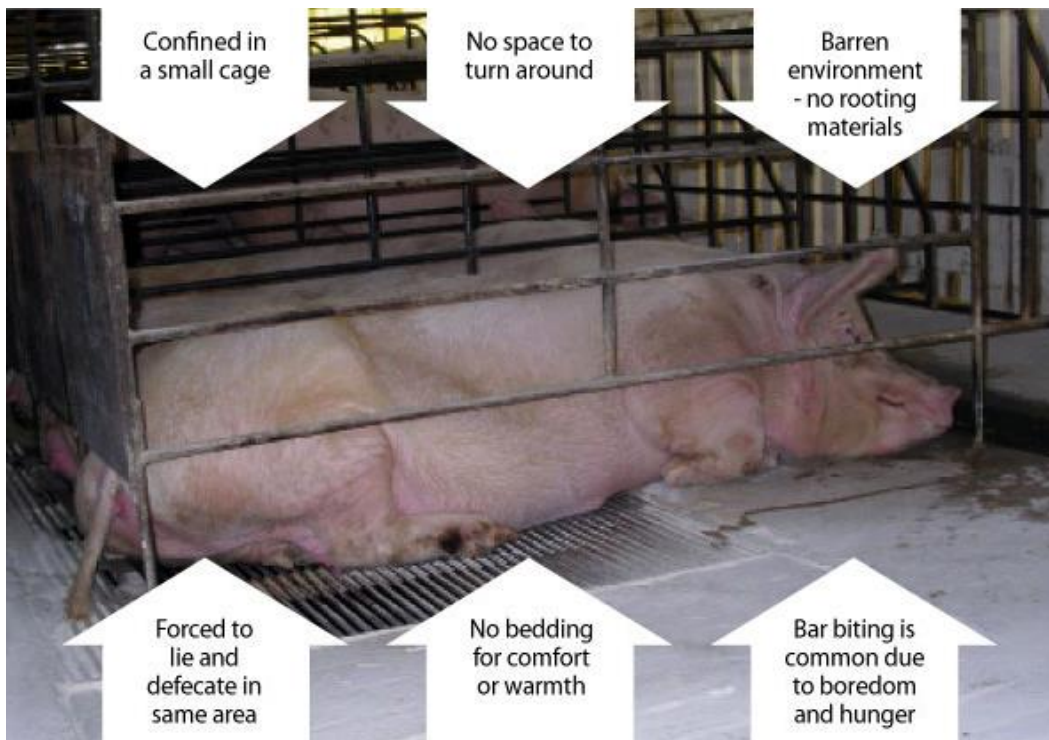 Confined in
a small cage
No space to
turn around
Barren
environment
- no rooting
materials
Forced to
lie and
defecate in
same area
No bedding
for comfort
or warmth
Bar biting is
common due
to boredom
and hunger